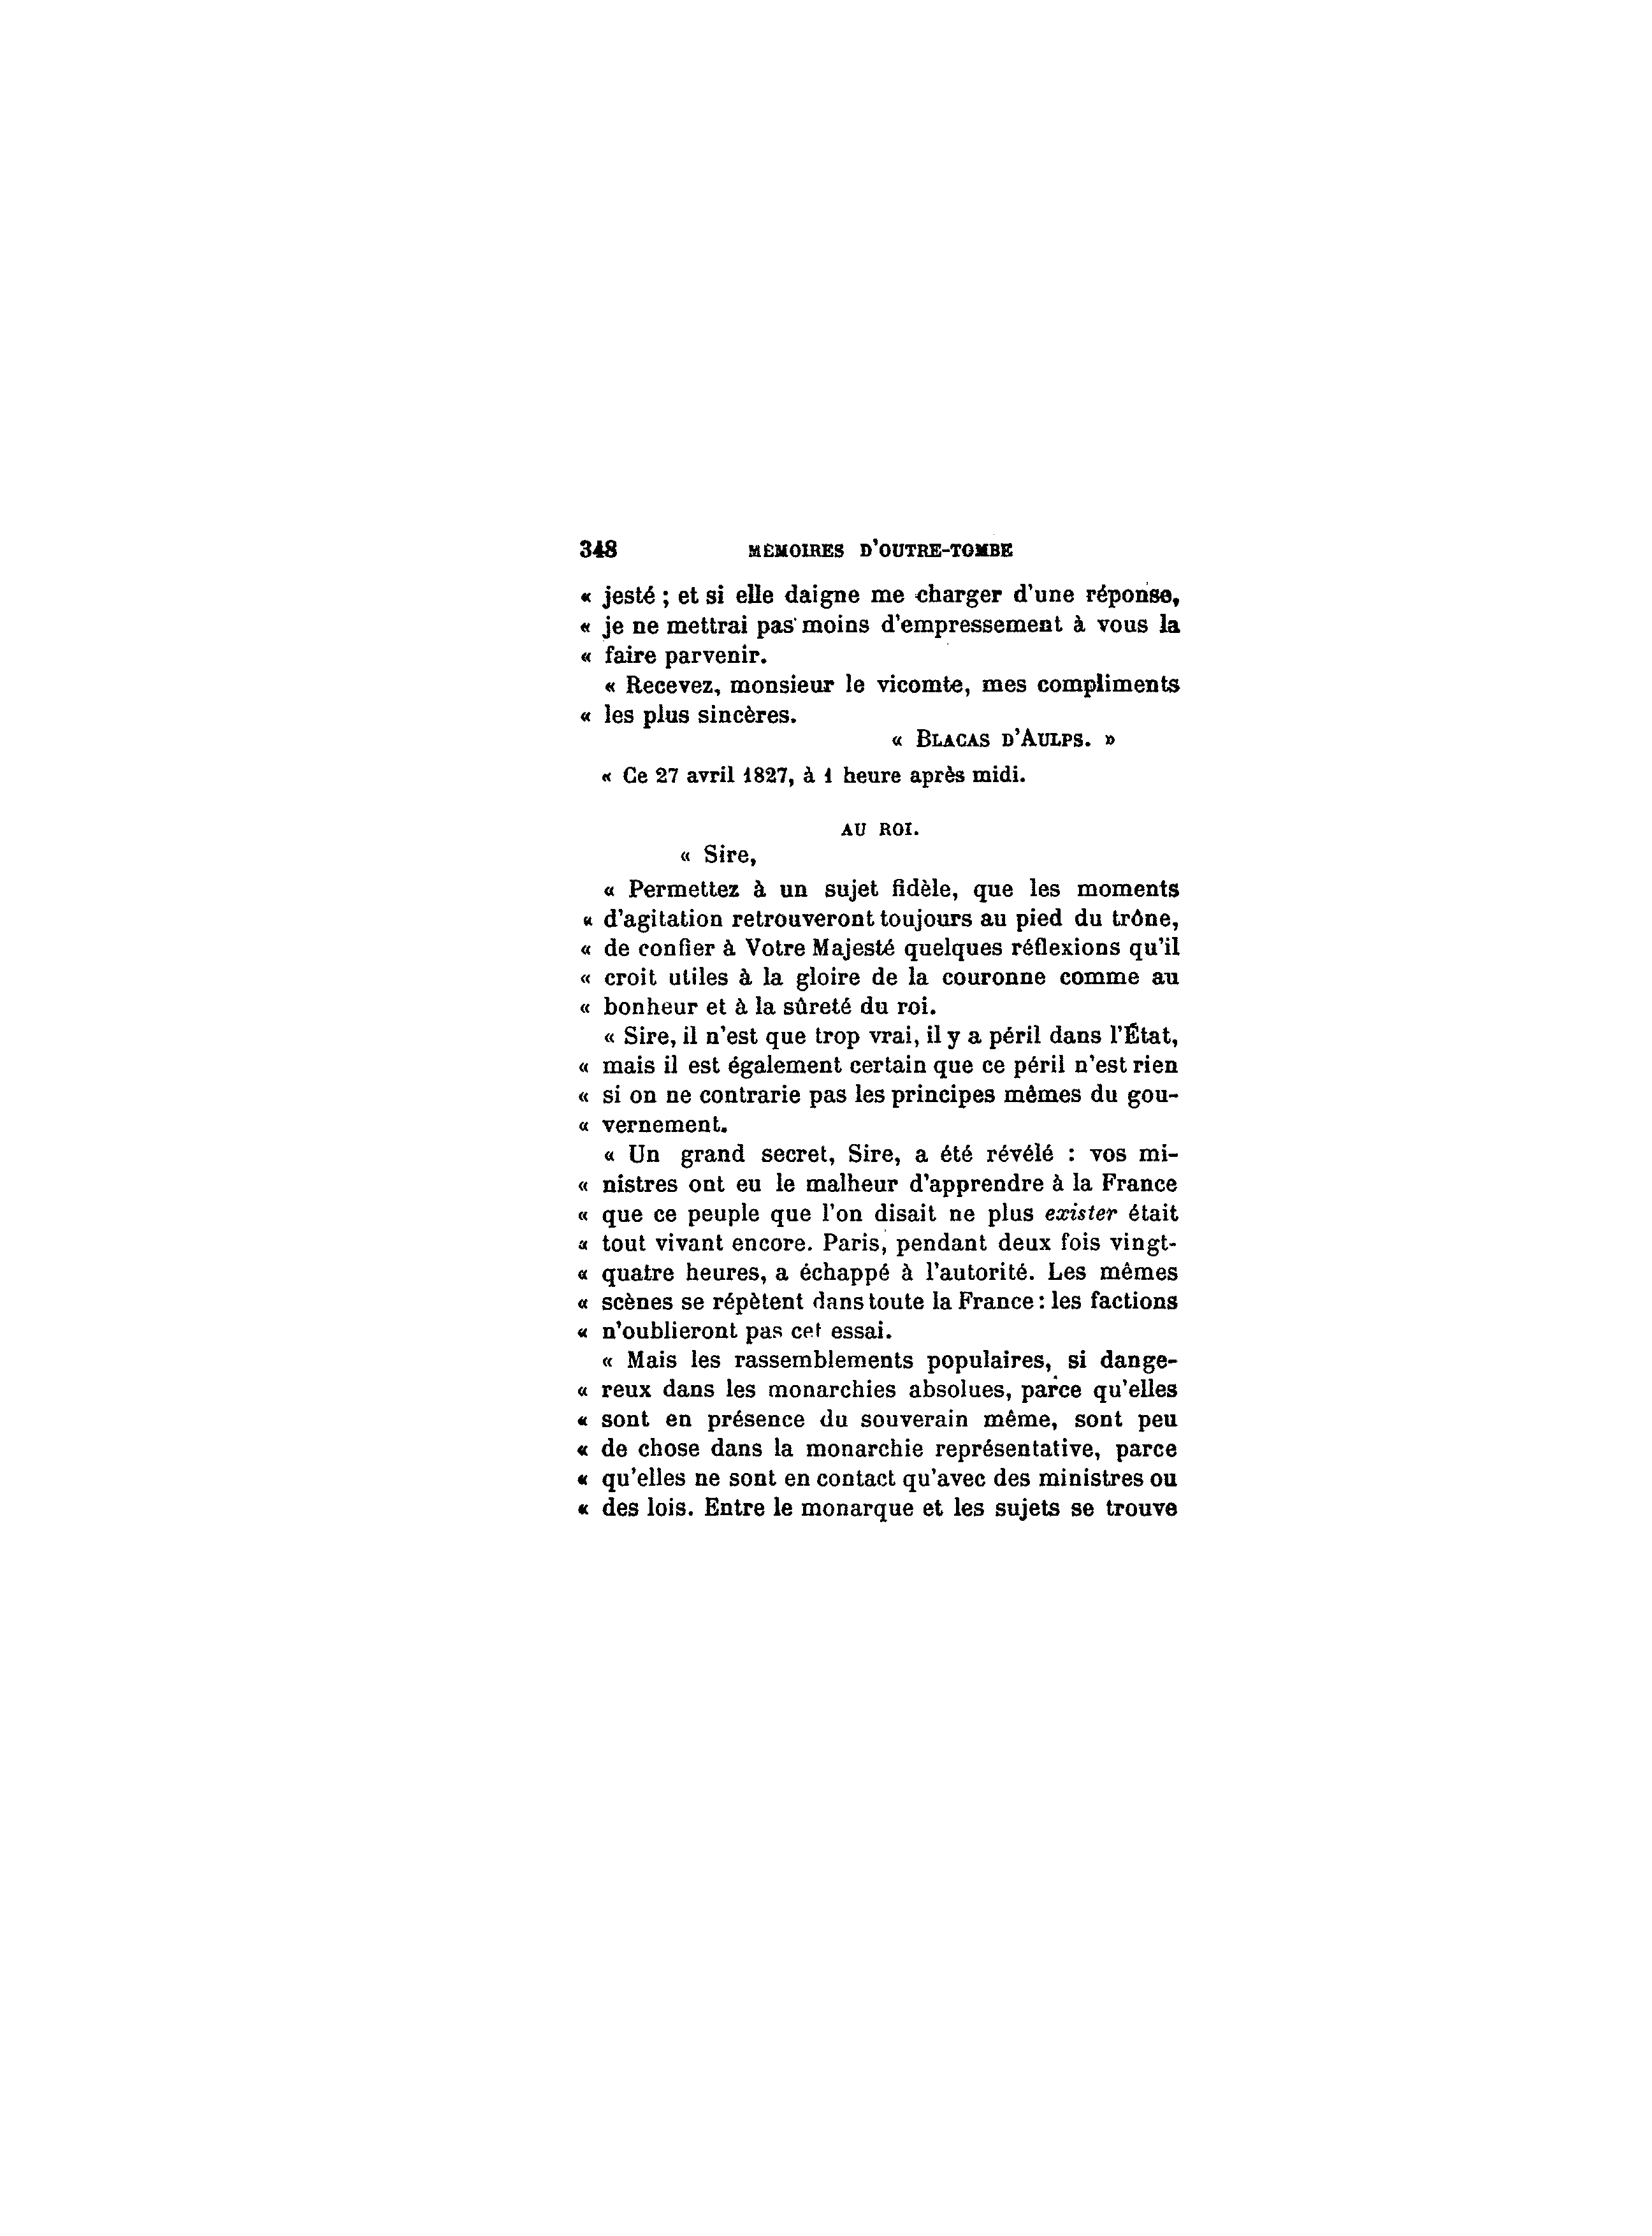 348 MÉMOIRES D'OUTRE-TOMBE
« jesté ; et si elle daigne me charger d'une réponse,
« je ne mettrai pas moins d'empressement à vous la
« faire parvenir.
« Recevez, monsieur le vicomte, mes compliments
« les plus sincères.
« BLACAS D'AULPS. »
« Ce 27 avril 1827, à 1 heure après midi.
AU ROI.
« Sire,
« Permettez à un sujet fidèle, que les moments
« d'agitation retrouveront toujours au pied du trône,
« de confier à Votre Majesté quelques réflexions qu'il
« croit utiles à la gloire de la couronne comme au
« bonheur et à la sûreté du roi.
« Sire, il n'est que trop vrai, il y a péril dans l'État,
« mais il est également certain que ce péril n'est rien
« si on ne contrarie pas les principes mêmes du gou-
« vernement.
« Un grand secret, Sire, a été révélé : vos mi-
« nistres ont eu le malheur d'apprendre à la France
« que ce peuple que l'on disait ne plus exister était
« tout vivant encore. Paris, pendant deux fois vingt-
« quatre heures, a échappé à l'autorité. Les mêmes
« scènes se répètent dans toute la France : les factions
« n'oublieront pas cet essai.
« Mais les rassemblements populaires, si dange-
« reux dans les monarchies absolues, parce qu'elles
« sont en présence du souverain même, sont peu
« de chose dans la monarchie représentative, parce
« qu'elles ne sont en contact qu'avec des ministres ou
« des lois. Entre le monarque et les sujets se trouve